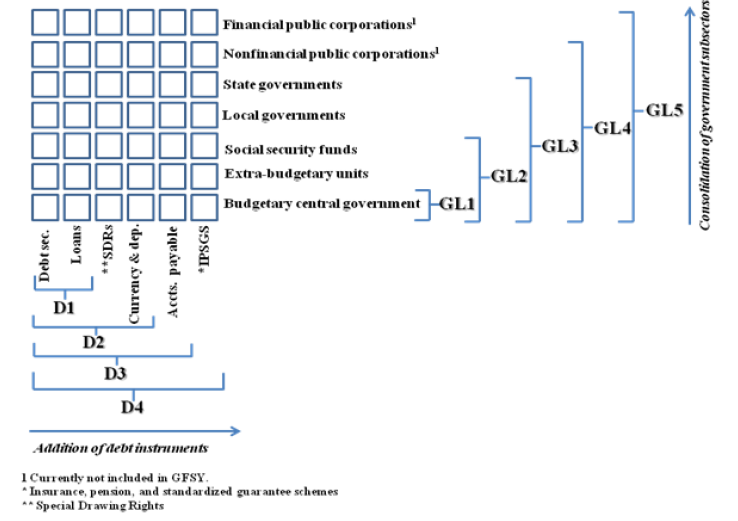 Financial public corporations1
Nonfinancial public corporations1
State governments
Local governments
Social security funds
Extra-budgetary units
Budgetary central government
GL1
GL2
GL3
GL4
GL5
Consolidation of government subsectors
Debt sec.
Loans
**SDRs
Currency & dep.
Accts. payable
*IPSGS
D1
D2
D3
D4
Addition of debt instruments
1 Currently not included in GFSY.
* Insurance, pension, and standardized guarantee schemes
** Special Drawing Rights